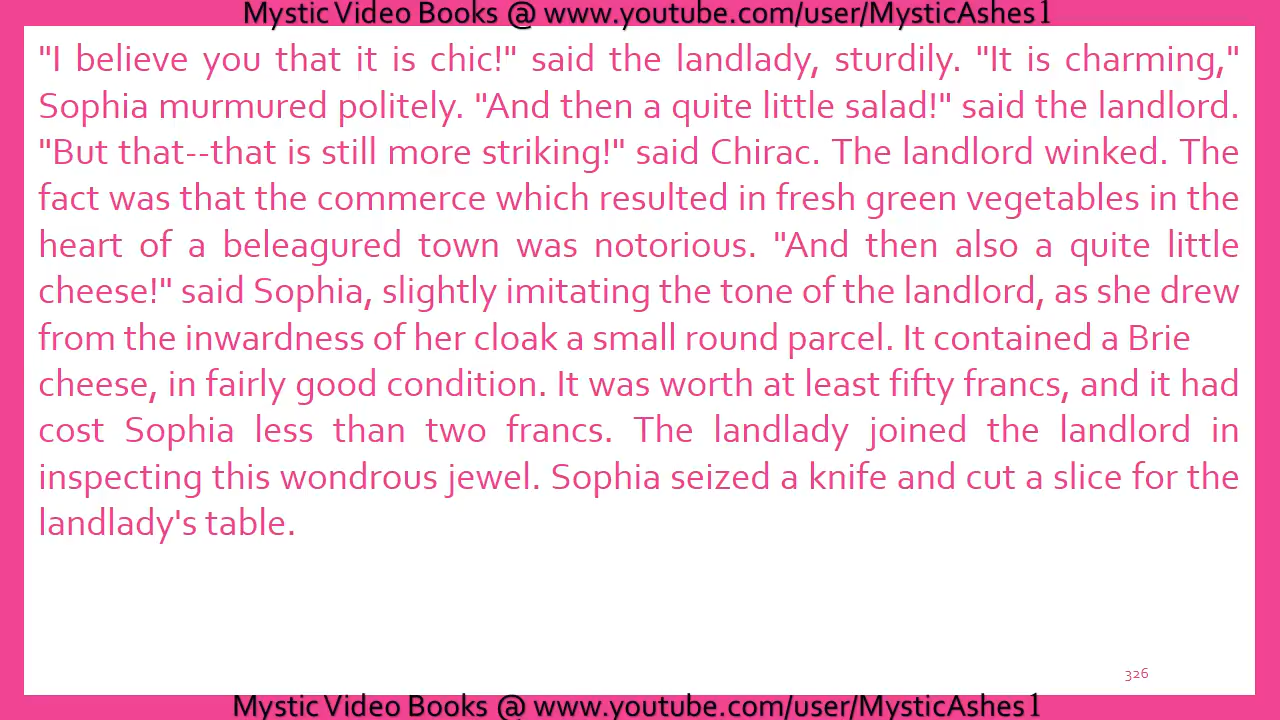 Mystic Video Books @ www.youtube.com/user/MysticAshes1
"I believe you that it is chic!" said the landlady, sturdily. "It is charming,"
Sophia murmured politely. "And then a quite little salad!" said the landlord.
"But that--that is still more striking!" said Chirac. The landlord winked. The
fact was that the commerce which resulted in fresh green vegetables in the
heart of a beleagured town was notorious. "And then also a quite little
cheese!" said Sophia, slightly imitating the tone of the landlord, as she drew
from the inwardness of her cloak a small round parcel. It contained a Brie
cheese, in fairly good condition. It was worth at least fifty francs, and it had
cost Sophia less than two francs. The landlady joined the landlord in
inspecting this wondrous jewel. Sophia seized a knife and cut a slice for the
landlady's table.
326
Mystic Video Books @ www.youtube.com/user/MysticAshes1